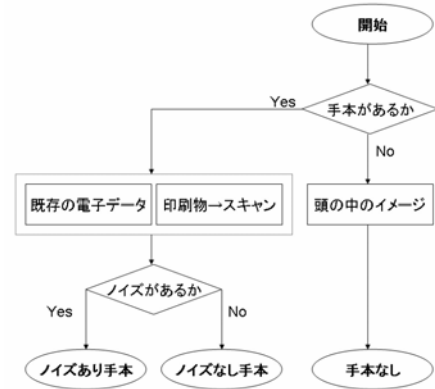 開始
手本があるか
Yes
No
既存の電子データ
印刷物→スキャン
頭の中のイメージ
ノイズがあるか
Yes
No
ノイズあり手本
ノイズなし手本
手本なし